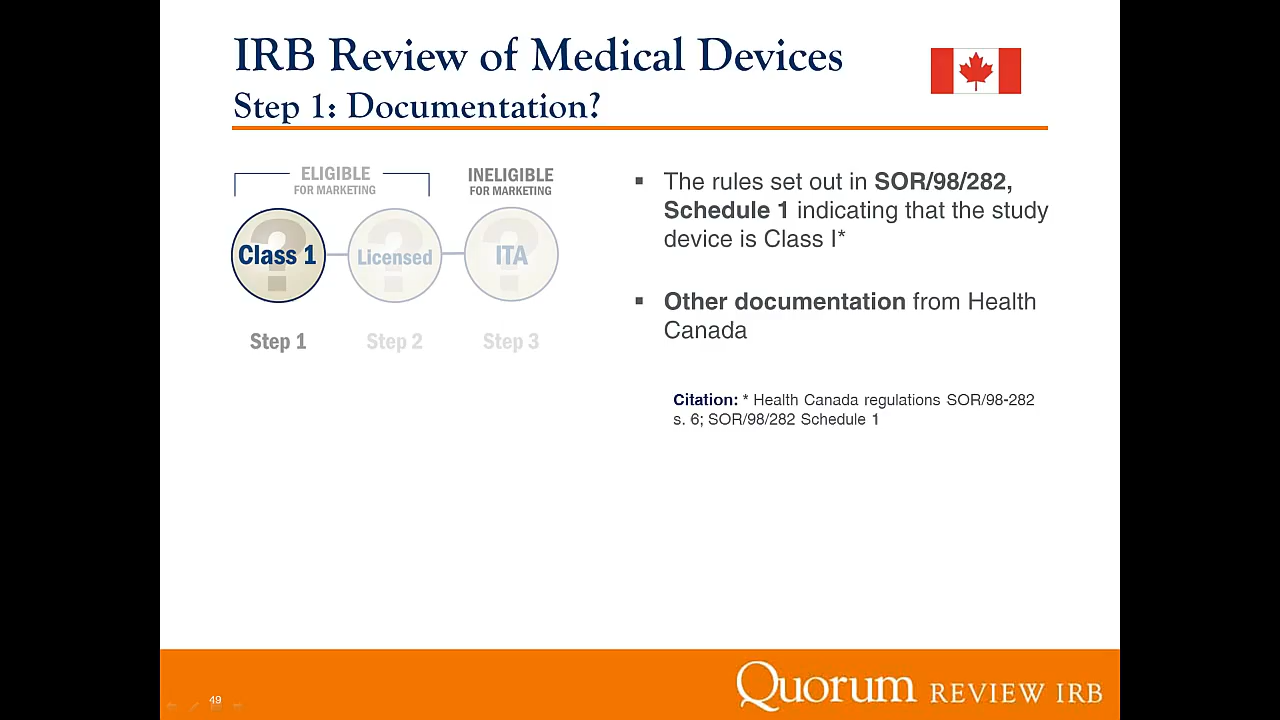 IRB Review of Medical Devices
Step 1: Documentation?
ELIGIBLE
FOR MARKETING
INELIGIBLE
FOR MARKETING
Class 1
Licensed
ITA
Step 1
Step 2
Step 3
▪ The rules set out in SOR/98/282,
Schedule 1 indicating that the study
device is Class I*
▪ Other documentation from Health
Canada
Citation: * Health Canada regulations SOR/98-282
s. 6; SOR/98/282 Schedule 1
49
Quorum REVIEW IRB